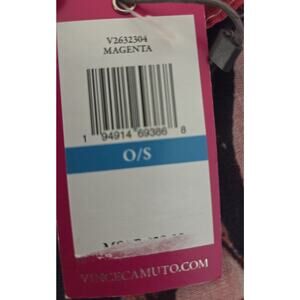 V2632304
MAGENTA
1 94914 69386 8
O/S
VINCECAMUTO.COM